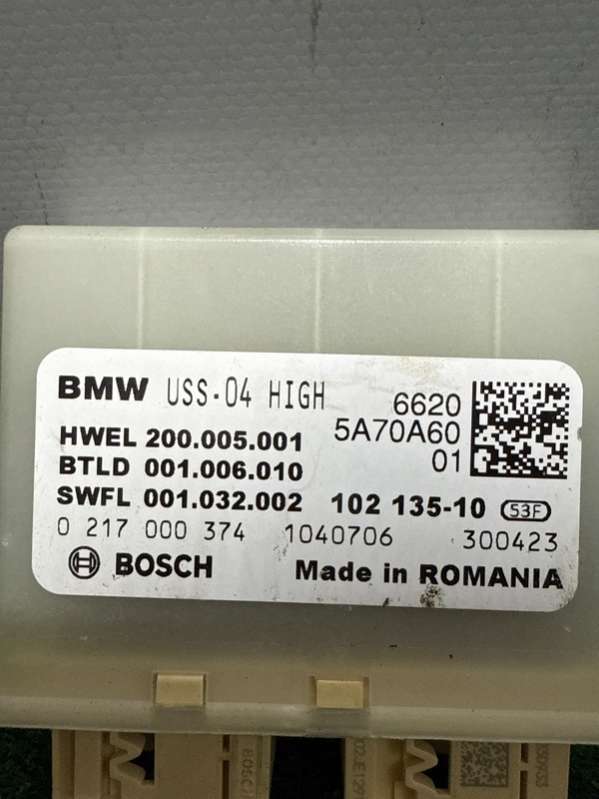 BMW USS-04 HIGH 6620
HWEL 200.005.001 5A70A60
BTLD 001.006.010 01
SWFL 001.032.002 102 135-10 53F
0 217 000 374 1040706 300423
BOSCH Made in ROMANIA